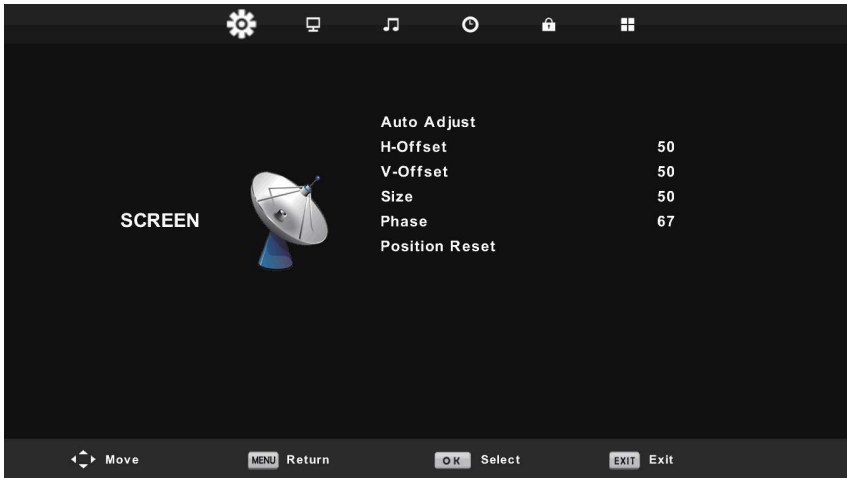 Auto Adjust
H-Offset 50
V-Offset 50
Size 50
SCREEN Phase 67
Position Reset
Move MENU Return OK Select EXIT Exit